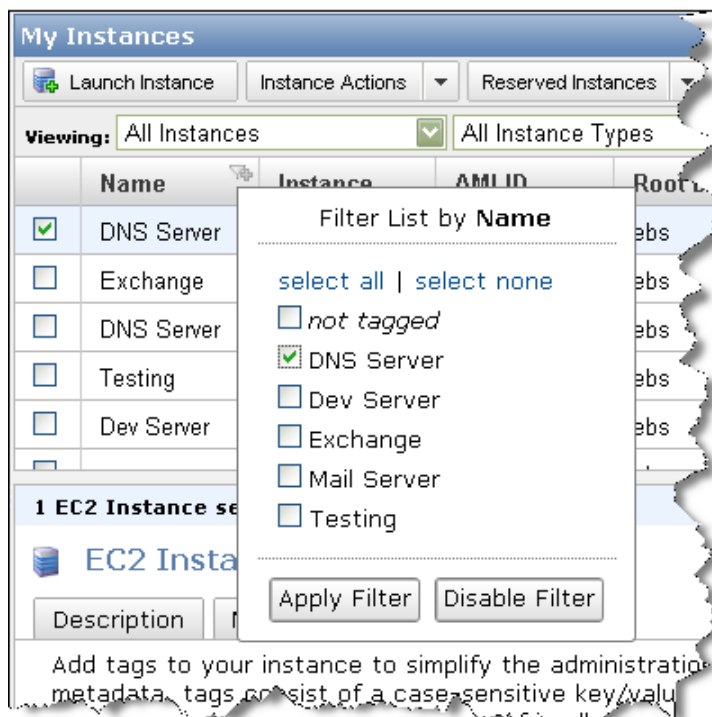 My Instances
Launch Instance Instance Actions Reserved Instances
Viewing: All Instances All Instance Types
Name Instance AMI ID Root
DNS Server ebs
Exchange ebs
DNS Server ebs
Testing ebs
Dev Server ebs
Filter List by Name
select all | select none
not tagged
DNS Server
Dev Server
Exchange
Mail Server
Testing
Apply Filter Disable Filter
1 EC2 Instance se
EC2 Insta
Description
Add tags to your instance to simplify the administratio
metadata, tags consist of a case-sensitive key/valu